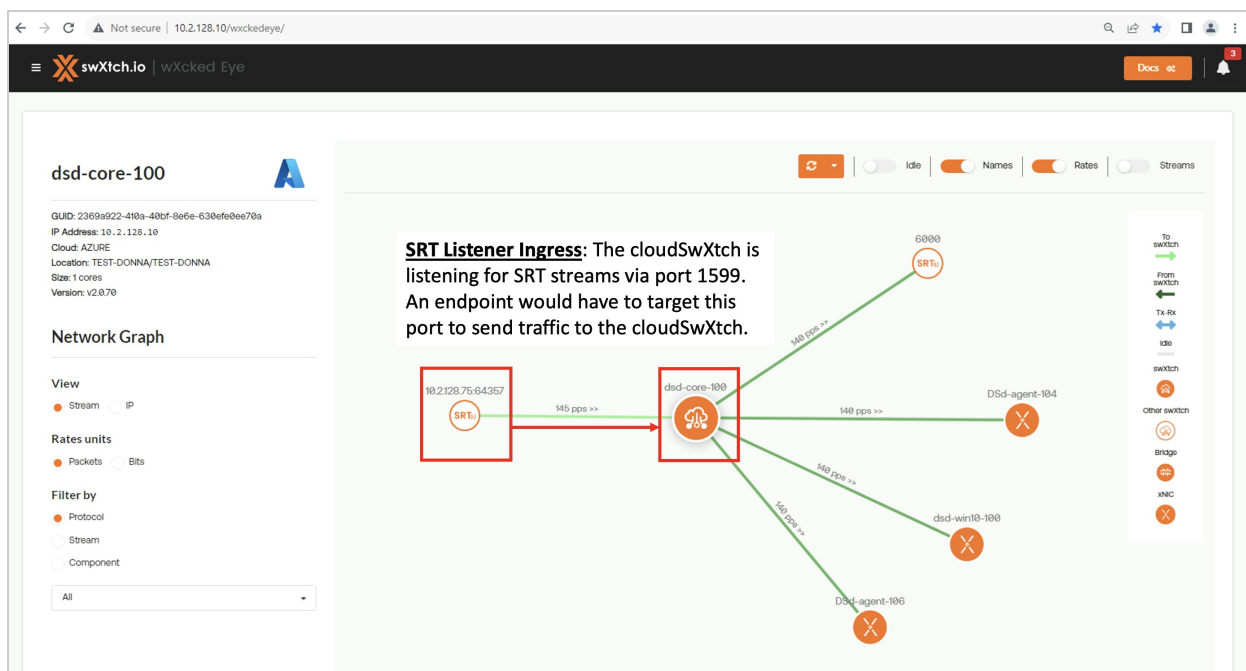 Not secure | 10.2.128.10/wxckedeye/
swXtch.io | wXcked Eye
Docs
3
dsd-core-100
GUID: 2369a922-410a-40bf-8e6e-630efe0ee70a
IP Address: 10.2.128.10
Cloud: AZURE
Location: TEST-DONNA/TEST-DONNA
Size: 1 cores
Version: v2.0.70
Network Graph
View
Stream IP
Rates units
Packets Bits
Filter by
Protocol
Stream
Component
All
Idle Names Rates Streams
SRT Listener Ingress: The cloudSwXtch is
listening for SRT streams via port 1599.
An endpoint would have to target this
port to send traffic to the cloudSwXtch.
6000
SRT
140 pps >>
10.2.128.75:64357
SRT
145 pps >>
dsd-core-100
140 pps >>
DSd-agent-104
140 pps >>
dsd-win10-100
140 pps >>
DSd-agent-106
To
swXtch
From
swXtch
Tx-Rx
Idle
swXtch
Other swXtch
Bridge
xNIC